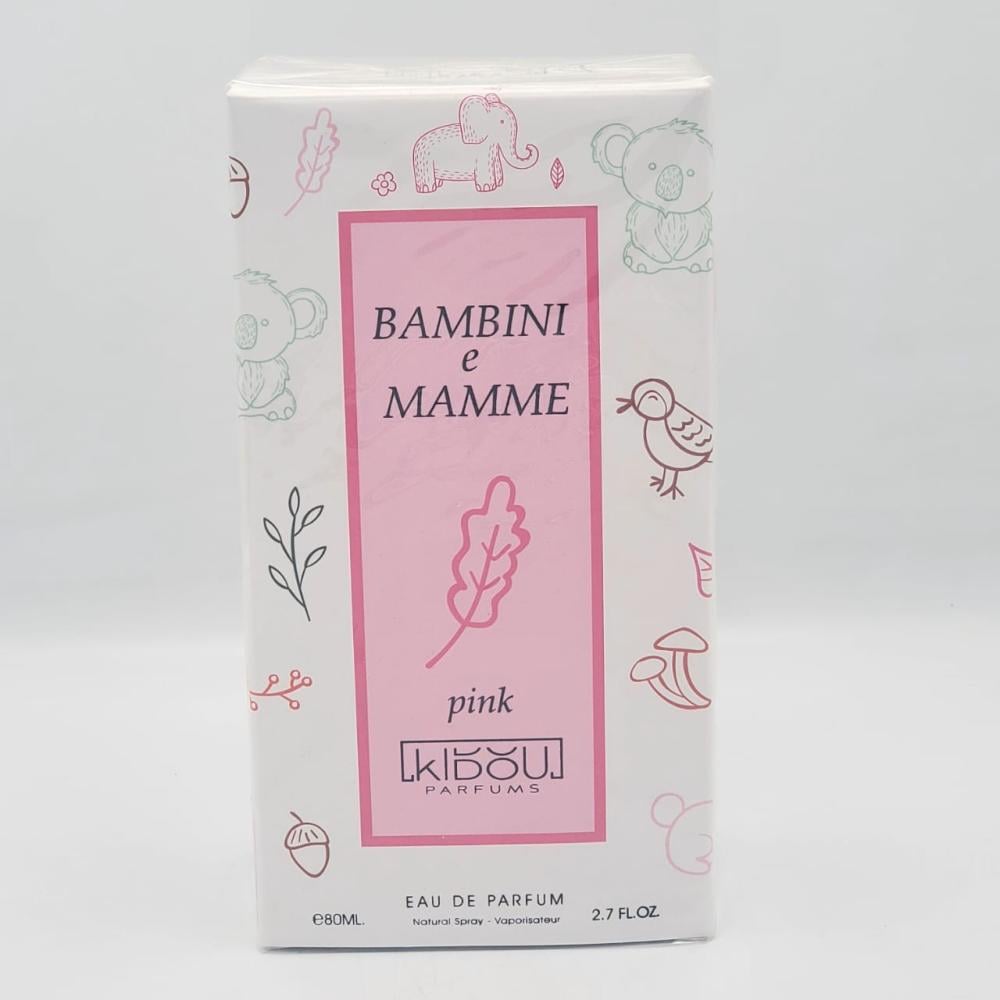 BAMBINI
e
MAMME
pink
KIDOU
PARFUMS
EAU DE PARFUM
℮80ML.
Natural Spray - Vaporisateur
2.7 FL.OZ.